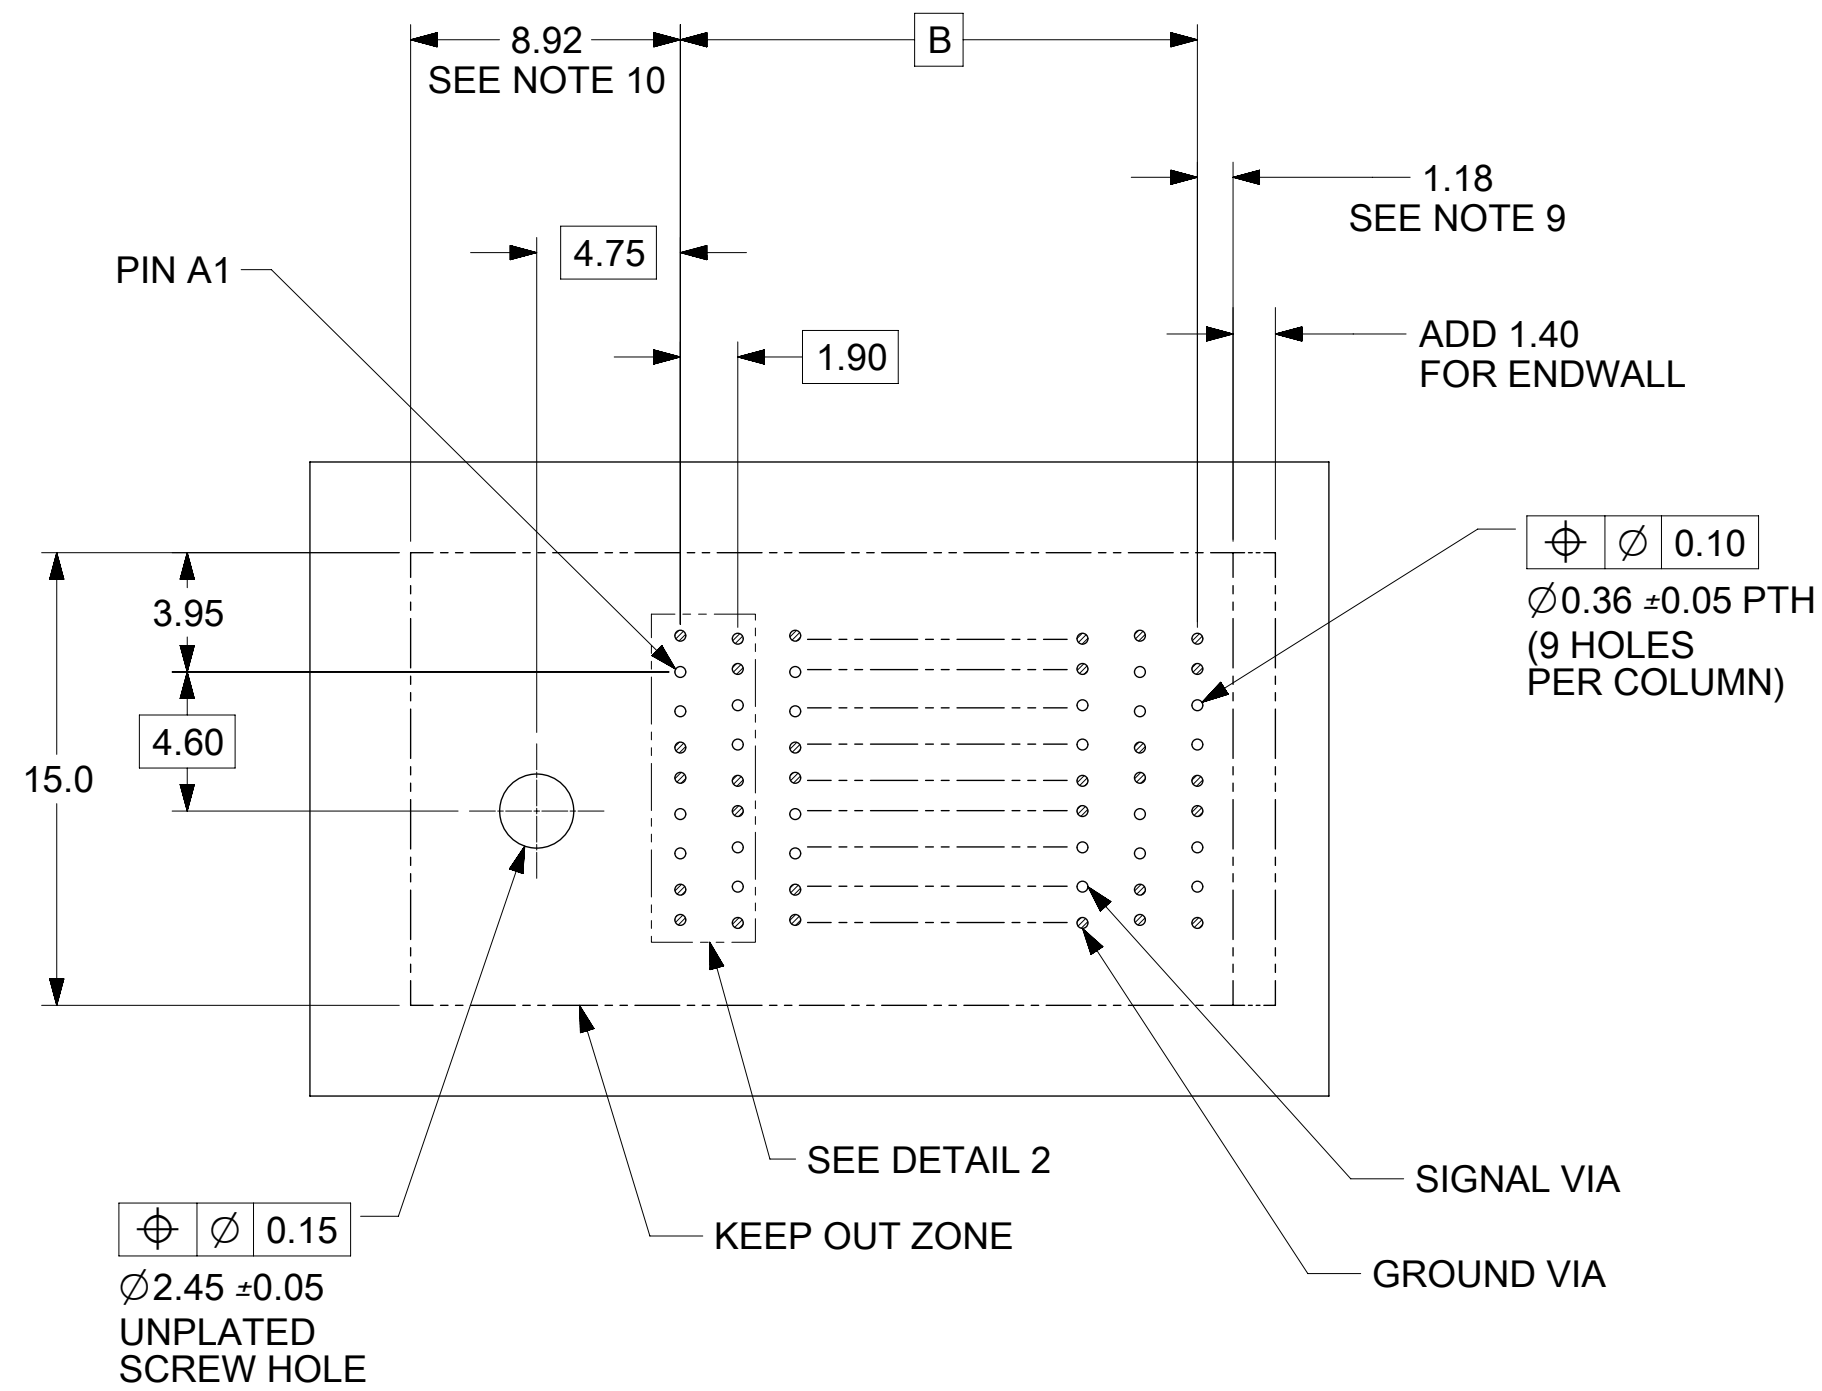 8.92
SEE NOTE 10
B
1.18
SEE NOTE 9
4.75
PIN A1
ADD 1.40
FOR ENDWALL
1.90
⌖ ∅ 0.10
∅0.36 ±0.05 PTH
(9 HOLES
PER COLUMN)
3.95
4.60
15.0
SEE DETAIL 2
SIGNAL VIA
KEEP OUT ZONE
GROUND VIA
⌖ ∅ 0.15
∅2.45 ±0.05
UNPLATED
SCREW HOLE